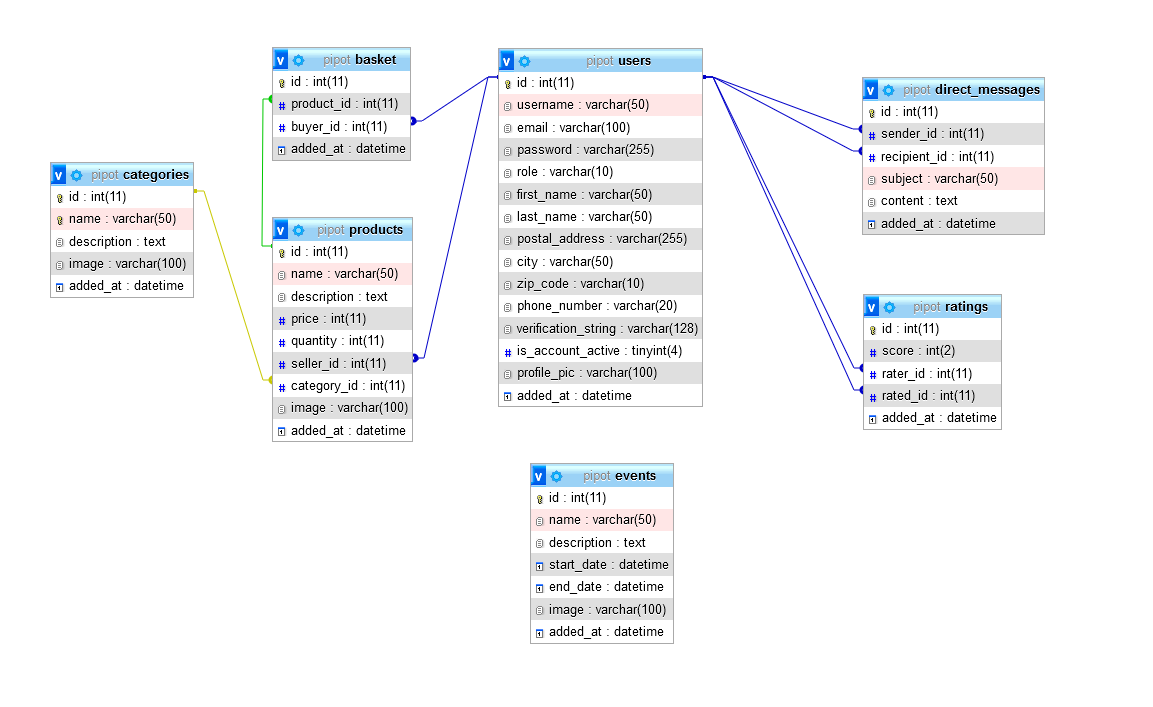 v pipot basket
id : int(11)
product_id : int(11)
buyer_id : int(11)
added_at : datetime
v pipot users
id : int(11)
username : varchar(50)
email : varchar(100)
password : varchar(255)
role : varchar(10)
first_name : varchar(50)
last_name : varchar(50)
postal_address : varchar(255)
city : varchar(50)
zip_code : varchar(10)
phone_number : varchar(20)
verification_string : varchar(128)
is_account_active : tinyint(4)
profile_pic : varchar(100)
added_at : datetime
v pipot direct_messages
id : int(11)
sender_id : int(11)
recipient_id : int(11)
subject : varchar(50)
content : text
added_at : datetime
v pipot categories
id : int(11)
name : varchar(50)
description : text
image : varchar(100)
added_at : datetime
v pipot products
id : int(11)
name : varchar(50)
description : text
price : int(11)
quantity : int(11)
seller_id : int(11)
category_id : int(11)
image : varchar(100)
added_at : datetime
v pipot ratings
id : int(11)
score : int(2)
rater_id : int(11)
rated_id : int(11)
added_at : datetime
v pipot events
id : int(11)
name : varchar(50)
description : text
start_date : datetime
end_date : datetime
image : varchar(100)
added_at : datetime